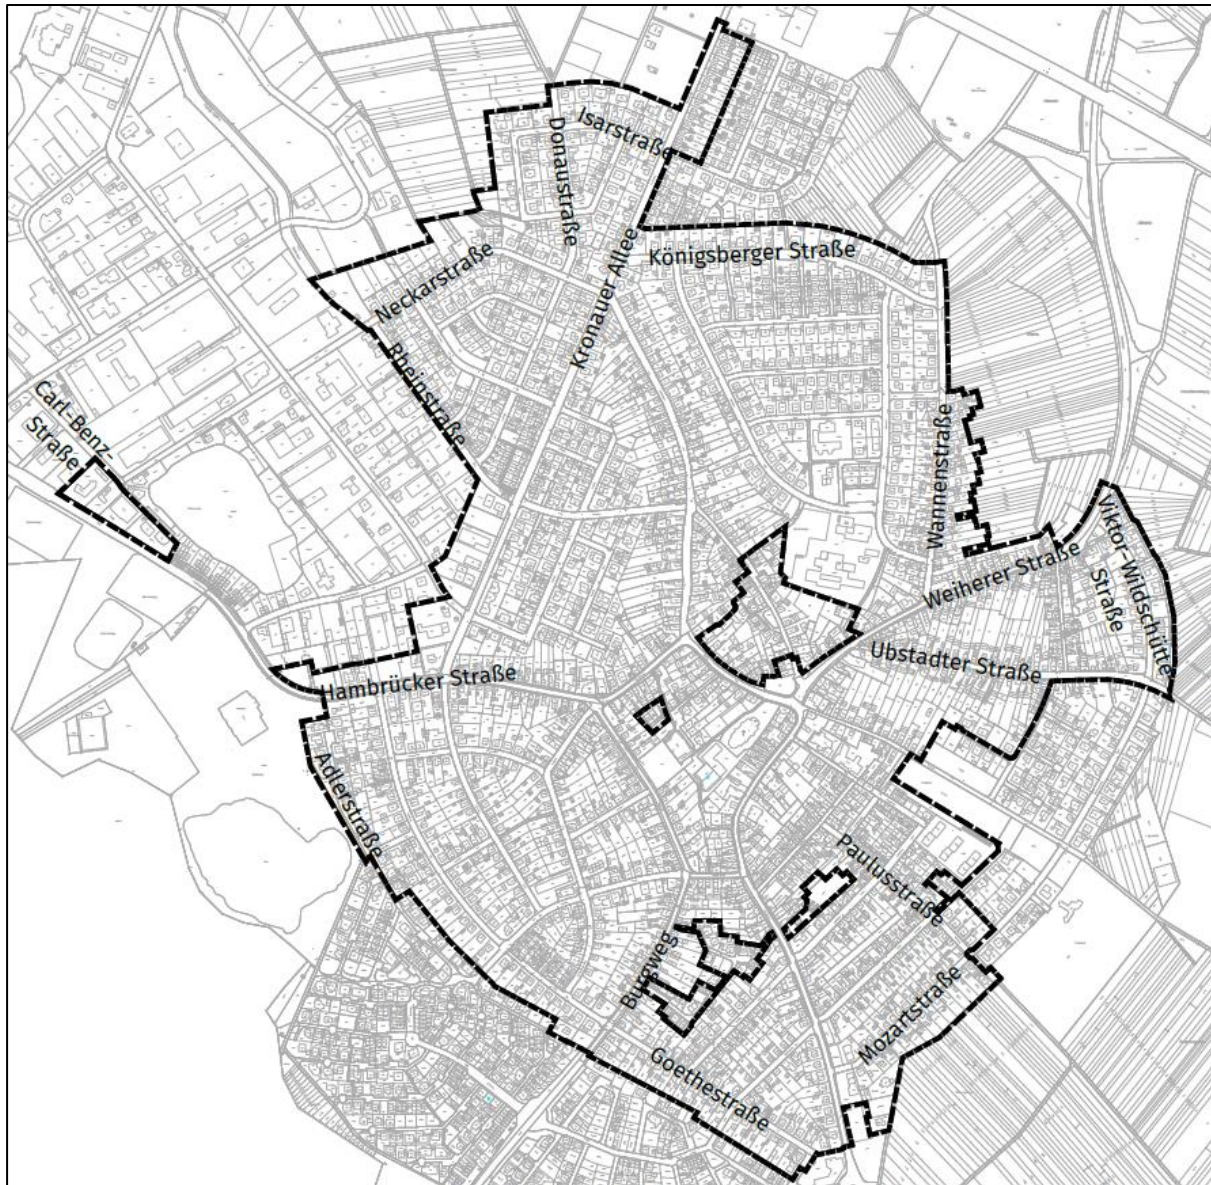 Isarstraße
Donaustraße
Königsberger Straße
Neckarstraße
Kronauer Allee
Rheinstraße
Carl-Benz-
Straße
Wannenstraße
Viktor-Wildschütte
Straße
Weiherer Straße
Ubstadter Straße
Hambrücker Straße
Adlerstraße
Paulusstraße
Burgweg
Mozartstraße
Goethestraße